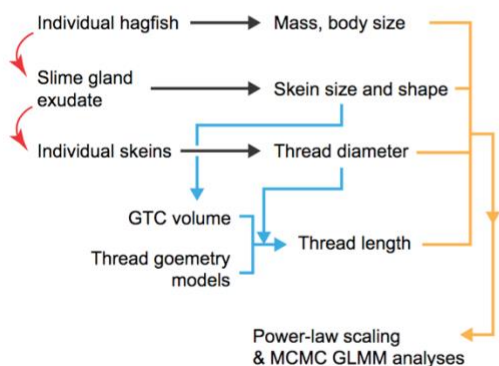 Individual hagfish
Mass, body size
Slime gland
exudate
Skein size and shape
Individual skeins
Thread diameter
GTC volume
Thread goemetry
models
Thread length
Power-law scaling
& MCMC GLMM analyses